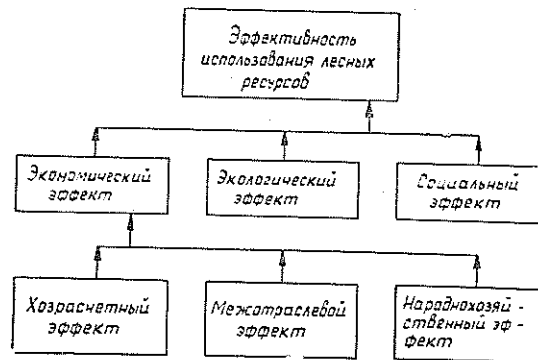 Эффективность
использования лесных
ресурсов
Экономический
эффект
Экологический
эффект
Социальный
эффект
Хозрасчетный
эффект
Межотраслевой
эффект
Народнохозяй-
ственный эф-
фект